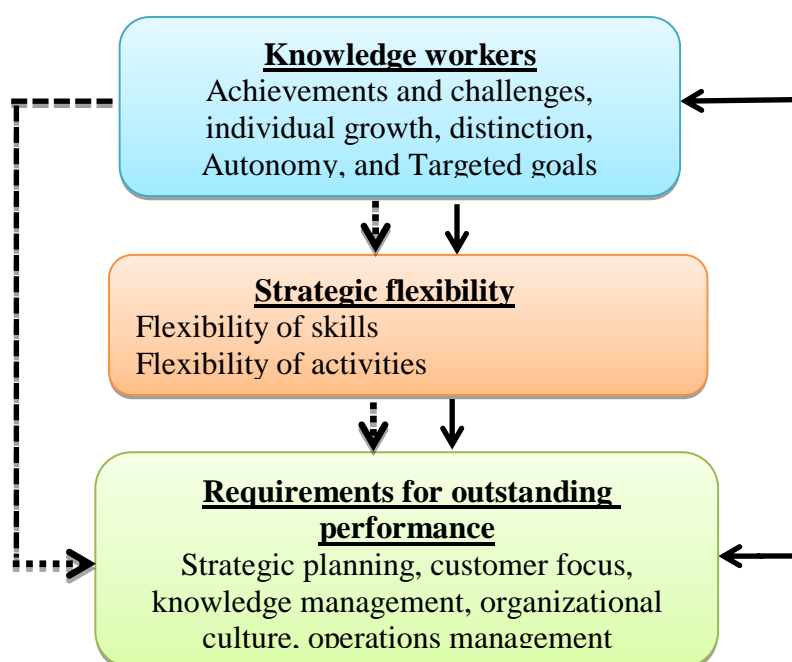 Knowledge workers
Achievements and challenges,
individual growth, distinction,
Autonomy, and Targeted goals
Strategic flexibility
Flexibility of skills
Flexibility of activities
Requirements for outstanding
performance
Strategic planning, customer focus,
knowledge management, organizational
culture, operations management